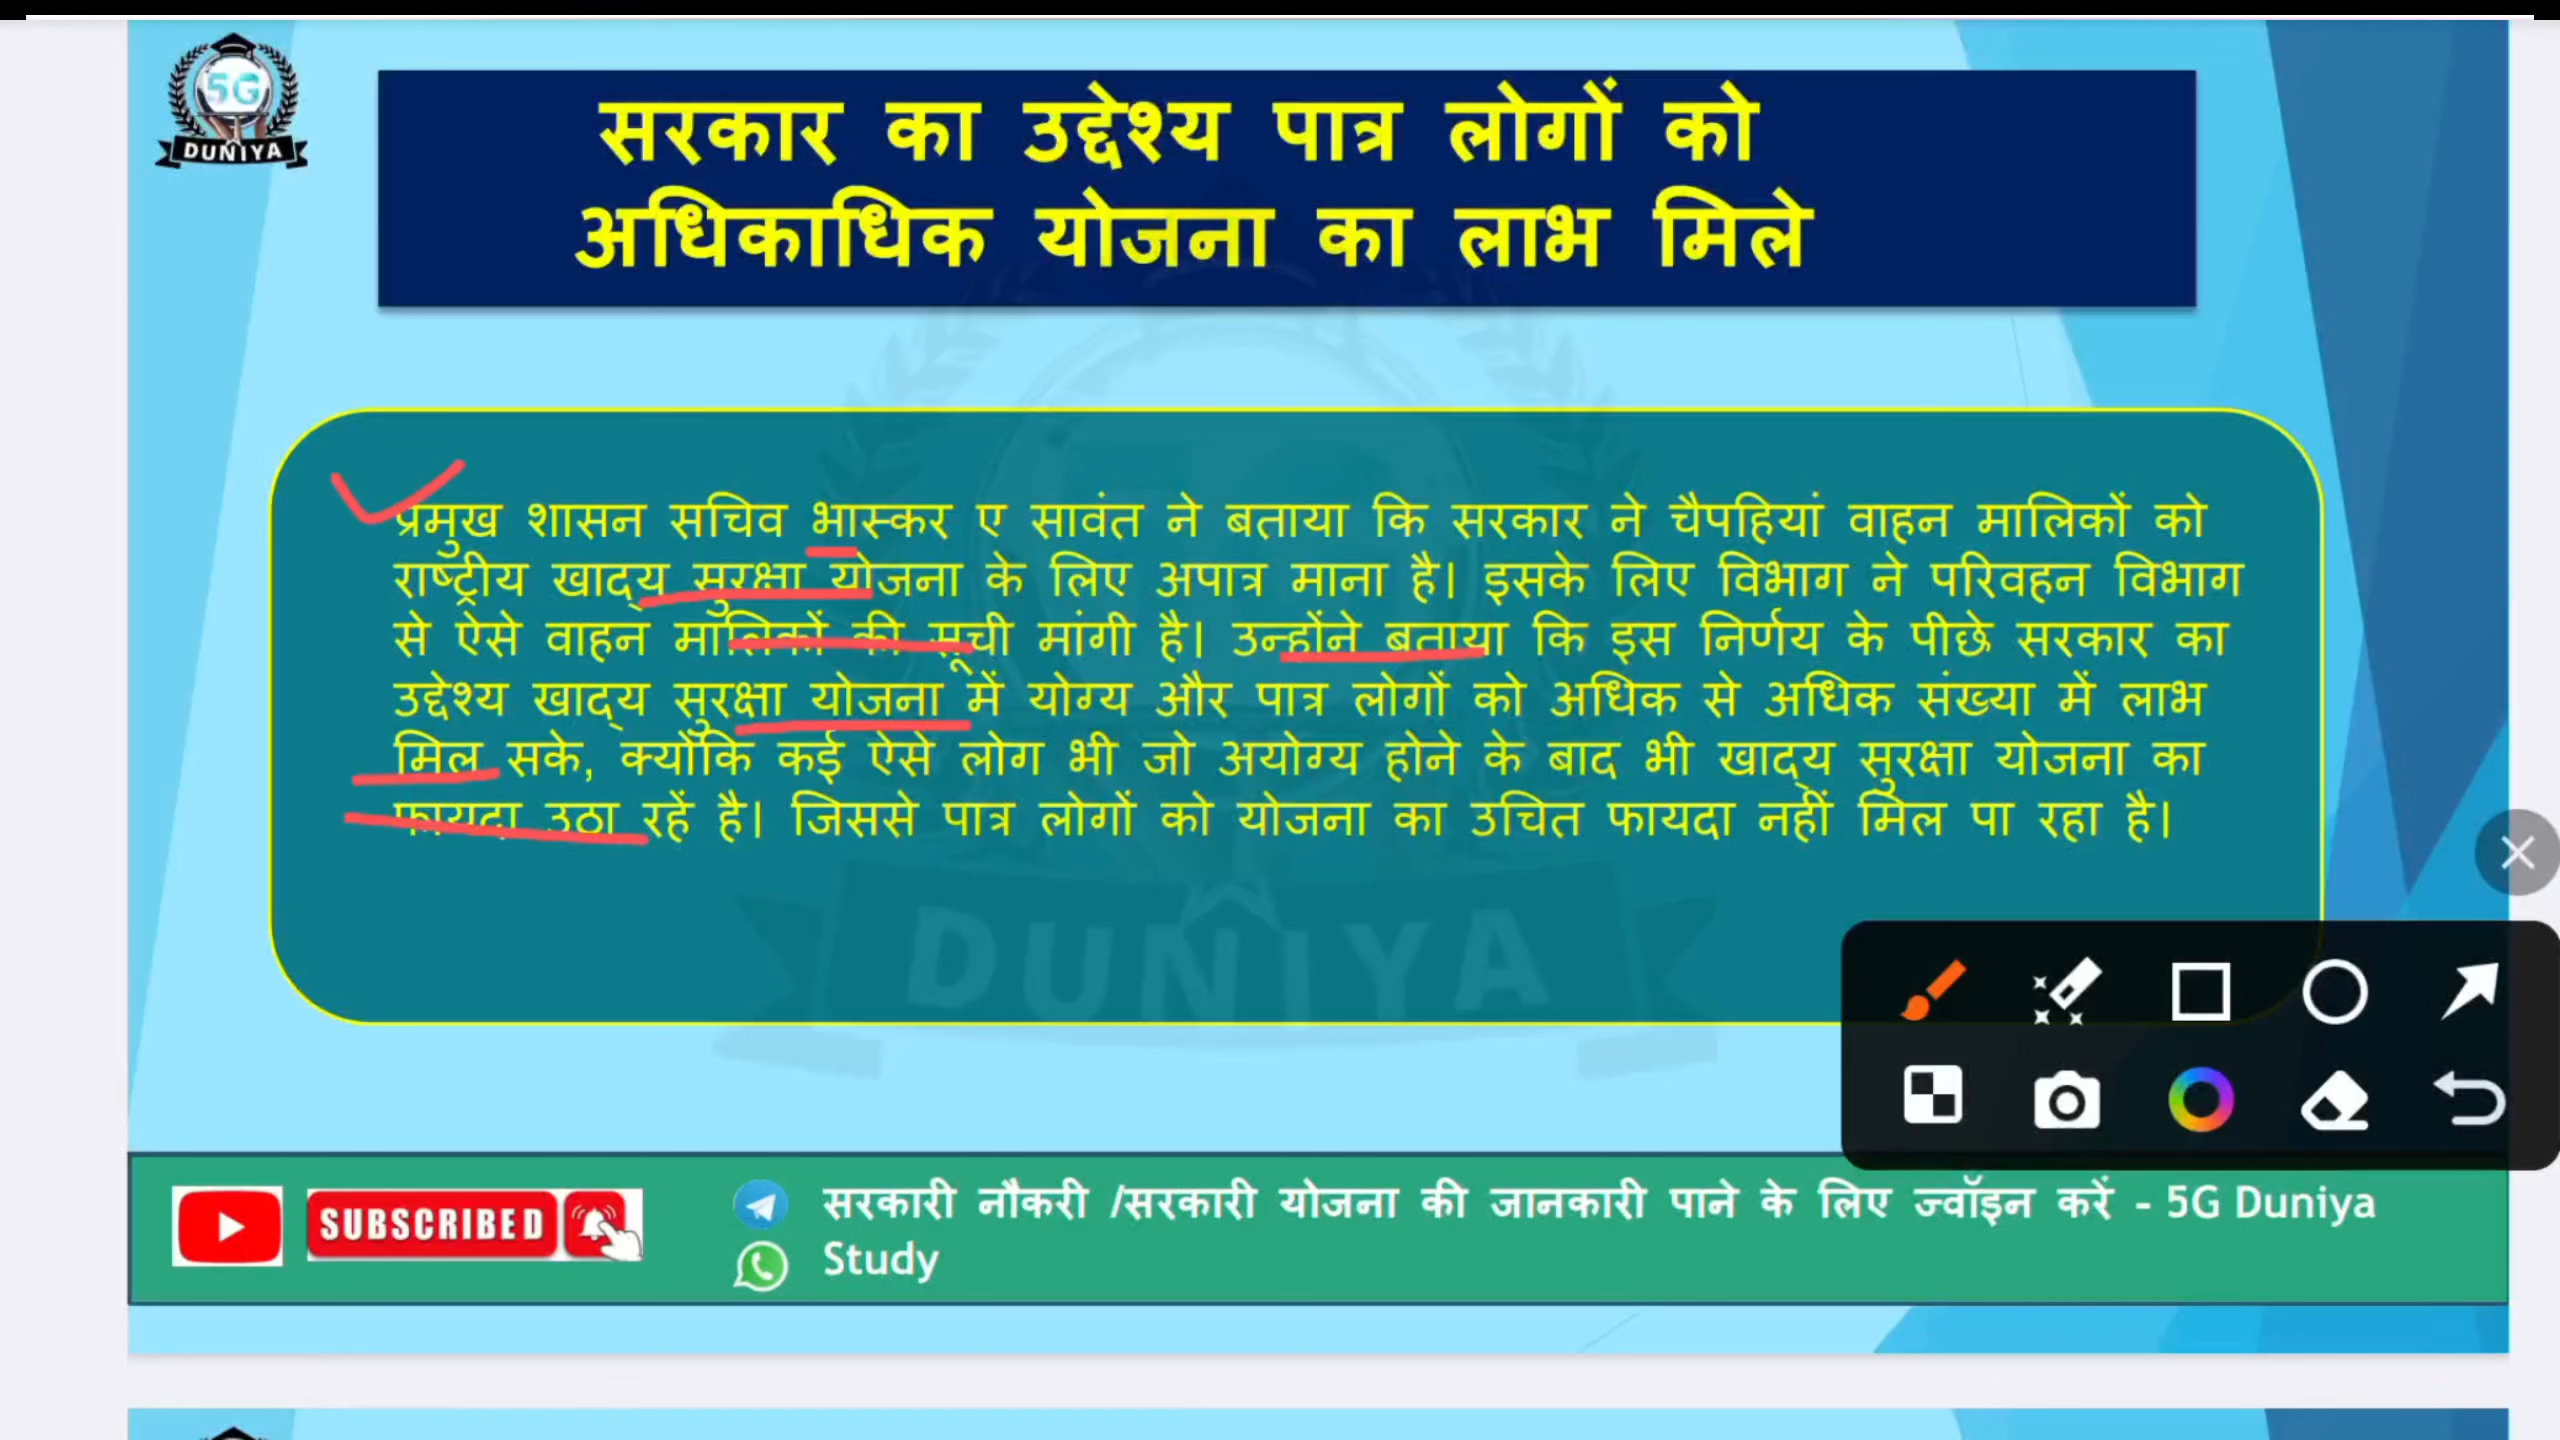 5G
DUNIYA
सरकार का उद्देश्य पात्र लोगों को
अधिकाधिक योजना का लाभ मिले
प्रमुख शासन सचिव भास्कर ए सावंत ने बताया कि सरकार ने चैपहियां वाहन मालिकों को
राष्ट्रीय खाद्य सुरक्षा योजना के लिए अपात्र माना है। इसके लिए विभाग ने परिवहन विभाग
से ऐसे वाहन मालिकों की सूची मांगी है। उन्होंने बताया कि इस निर्णय के पीछे सरकार का
उद्देश्य खाद्य सुरक्षा योजना में योग्य और पात्र लोगों को अधिक से अधिक संख्या में लाभ
मिल सके, क्योंकि कई ऐसे लोग भी जो अयोग्य होने के बाद भी खाद्य सुरक्षा योजना का
फायदा उठा रहें है। जिससे पात्र लोगों को योजना का उचित फायदा नहीं मिल पा रहा है।
DUNIYA
SUBSCRIBED
सरकारी नौकरी /सरकारी योजना की जानकारी पाने के लिए ज्वॉइन करें - 5G Duniya
Study